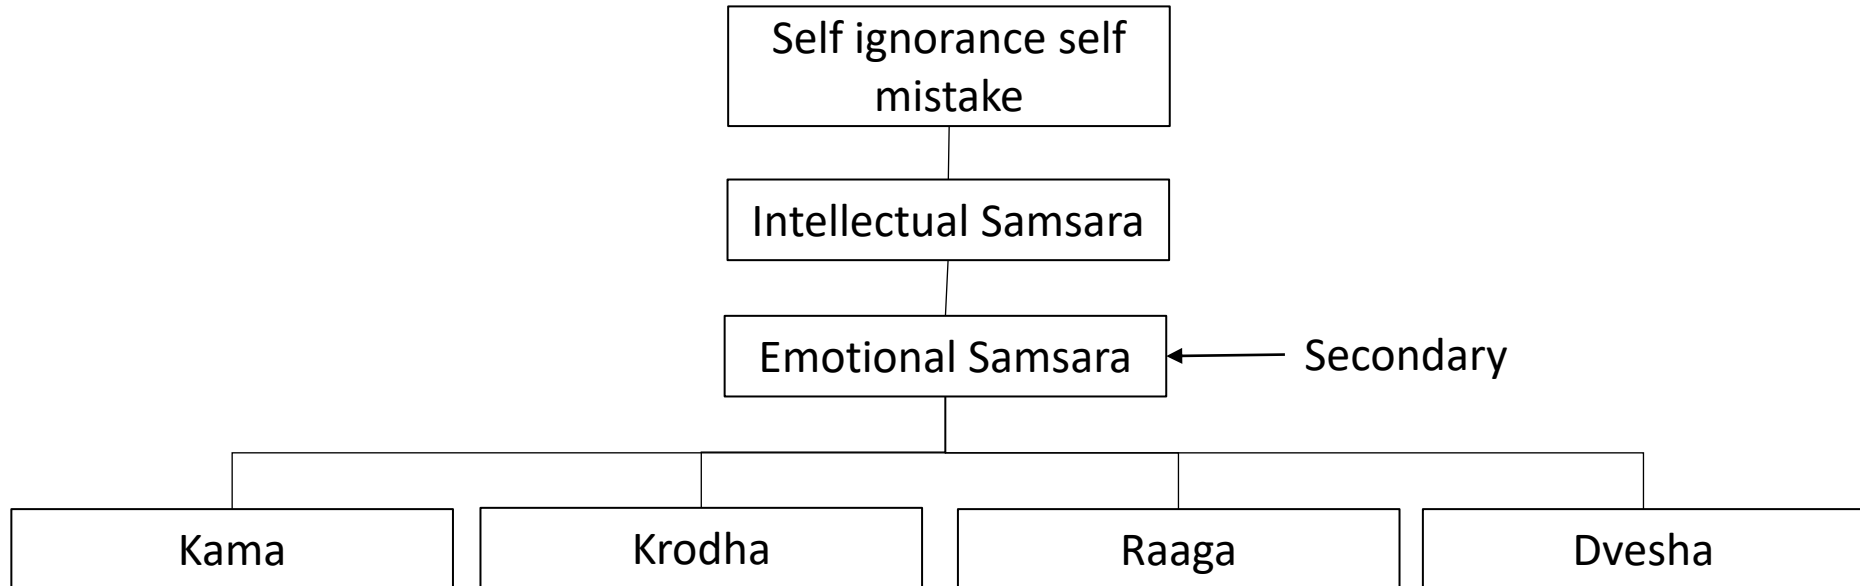 Self ignorance self
mistake
Intellectual Samsara
Emotional Samsara
Secondary
Kama
Krodha
Raaga
Dvesha